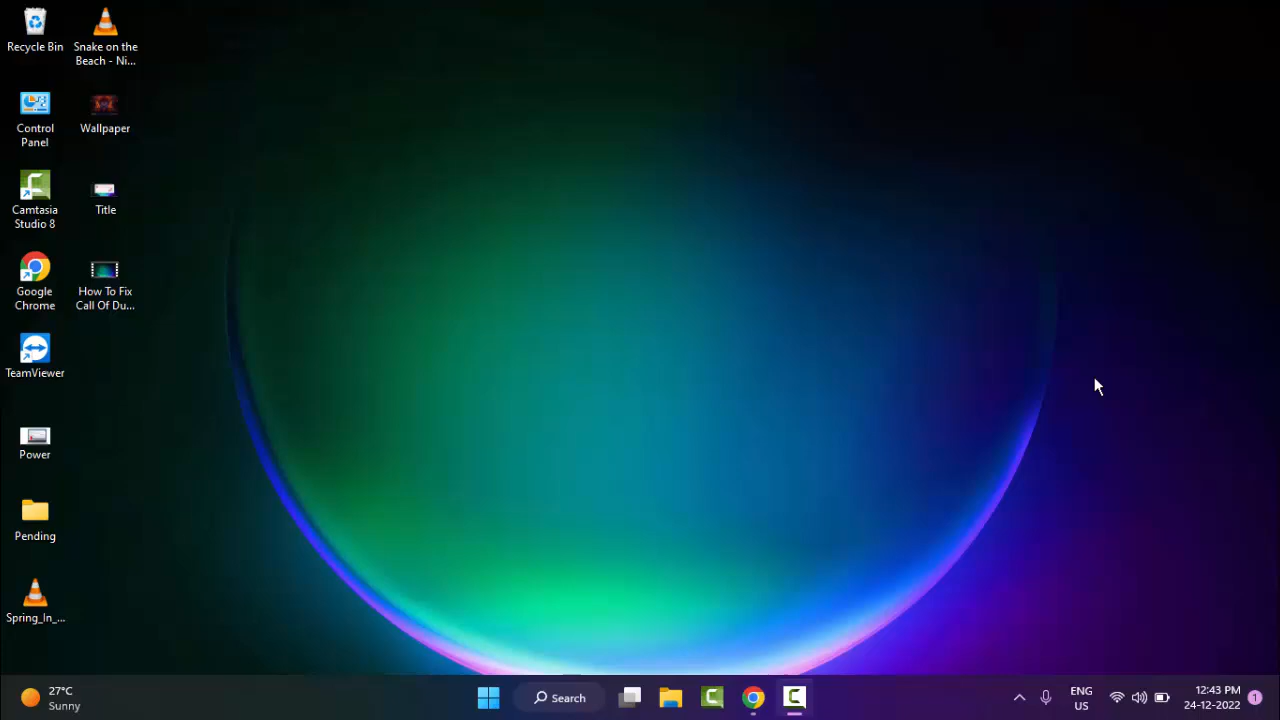 Recycle Bin
Snake on the
Beach - Ni...
Control
Panel
Wallpaper
Camtasia
Studio 8
Title
Google
Chrome
How To Fix
Call Of Du...
TeamViewer
Power
Pending
Spring_In_...
27°C
Sunny
Search
ENG
US
12:43 PM
24-12-2022
1